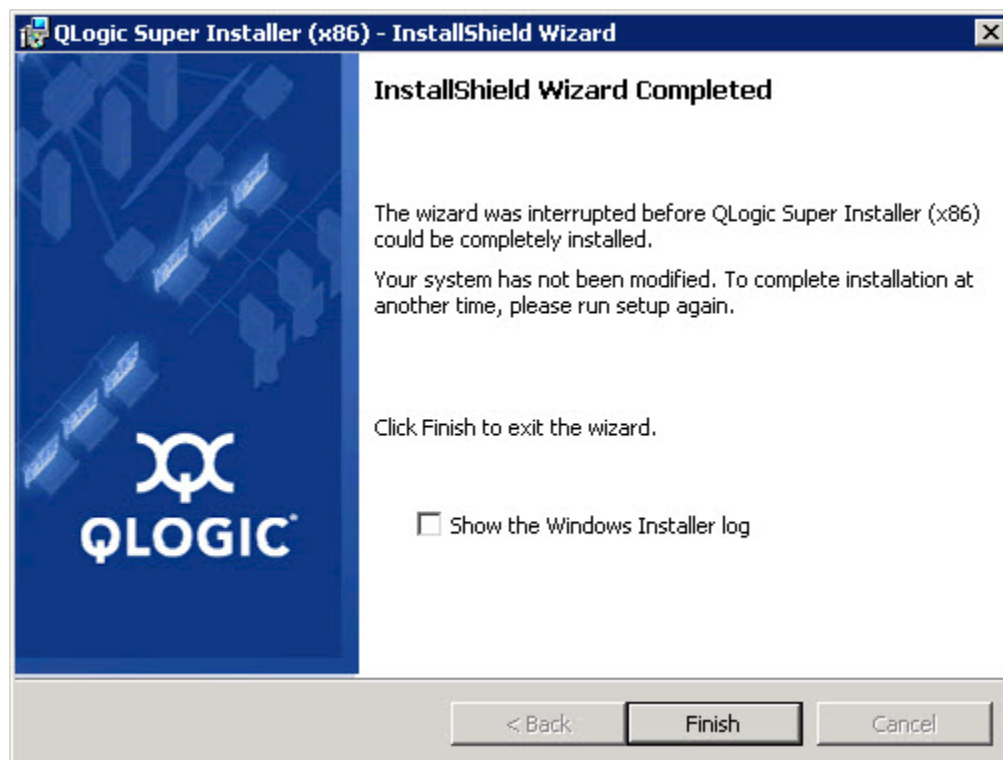 QLogic Super Installer (x86) - InstallShield Wizard
InstallShield Wizard Completed
The wizard was interrupted before QLogic Super Installer (x86)
could be completely installed.
Your system has not been modified. To complete installation at
another time, please run setup again.
Click Finish to exit the wizard.
QLOGIC
Show the Windows Installer log
< Back
Finish
Cancel